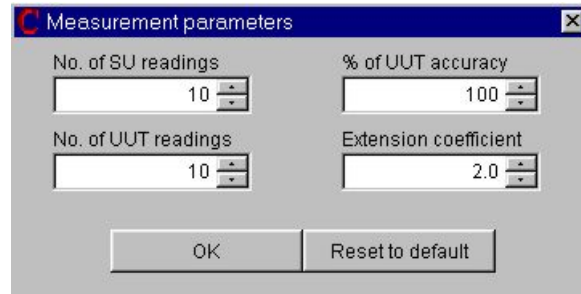 C Measurement parameters
No. of SU readings
% of UUT accuracy
10
100
No. of UUT readings
Extension coefficient
10
2.0
OK
Reset to default